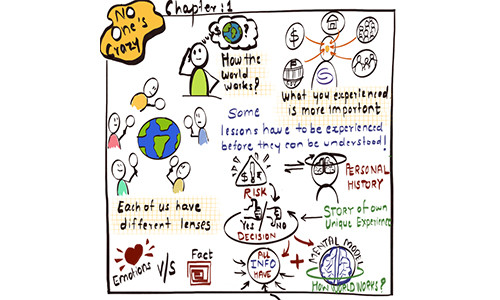 No
One's
Crazy
Chapter:1
How the
world
works?
$
S
What you experienced
is more important
Some
lessons have to be experienced
before they can be understood!
Each of us have
different lenses
RISK
PERSONAL
HISTORY
Yes
NO
DECISION
STORY OF OWN
Unique Experience
Emotions
V/S
Fact
ALL
INFO
HAVE
+
MENTAL MODEL
HOW WORLD WORKS?